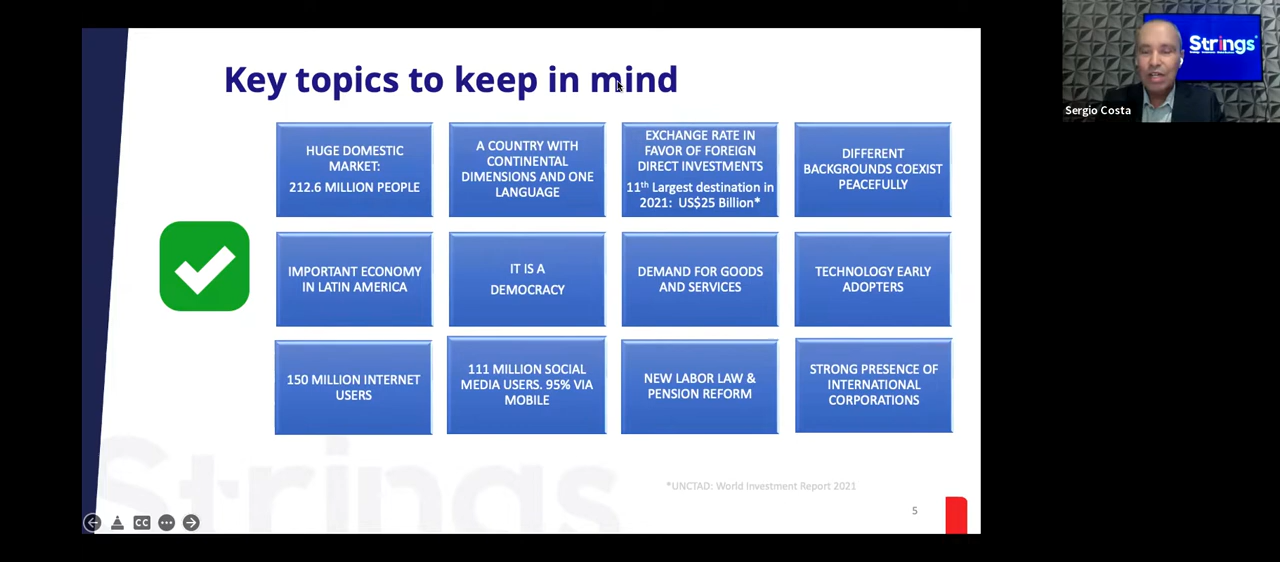 Key topics to keep in mind
HUGE DOMESTIC
MARKET:
212.6 MILLION PEOPLE
A COUNTRY WITH
CONTINENTAL
DIMENSIONS AND ONE
LANGUAGE
EXCHANGE RATE IN
FAVOR OF FOREIGN
DIRECT INVESTMENTS
11th Largest destination in
2021: US$25 Billion*
DIFFERENT
BACKGROUNDS COEXIST
PEACEFULLY
IMPORTANT ECONOMY
IN LATIN AMERICA
IT IS A
DEMOCRACY
DEMAND FOR GOODS
AND SERVICES
TECHNOLOGY EARLY
ADOPTERS
150 MILLION INTERNET
USERS
111 MILLION SOCIAL
MEDIA USERS. 95% VIA
MOBILE
NEW LABOR LAW &
PENSION REFORM
STRONG PRESENCE OF
INTERNATIONAL
CORPORATIONS
Strings
*UNCTAD: World Investment Report 2021
5
CC
Strings
Sergio Costa